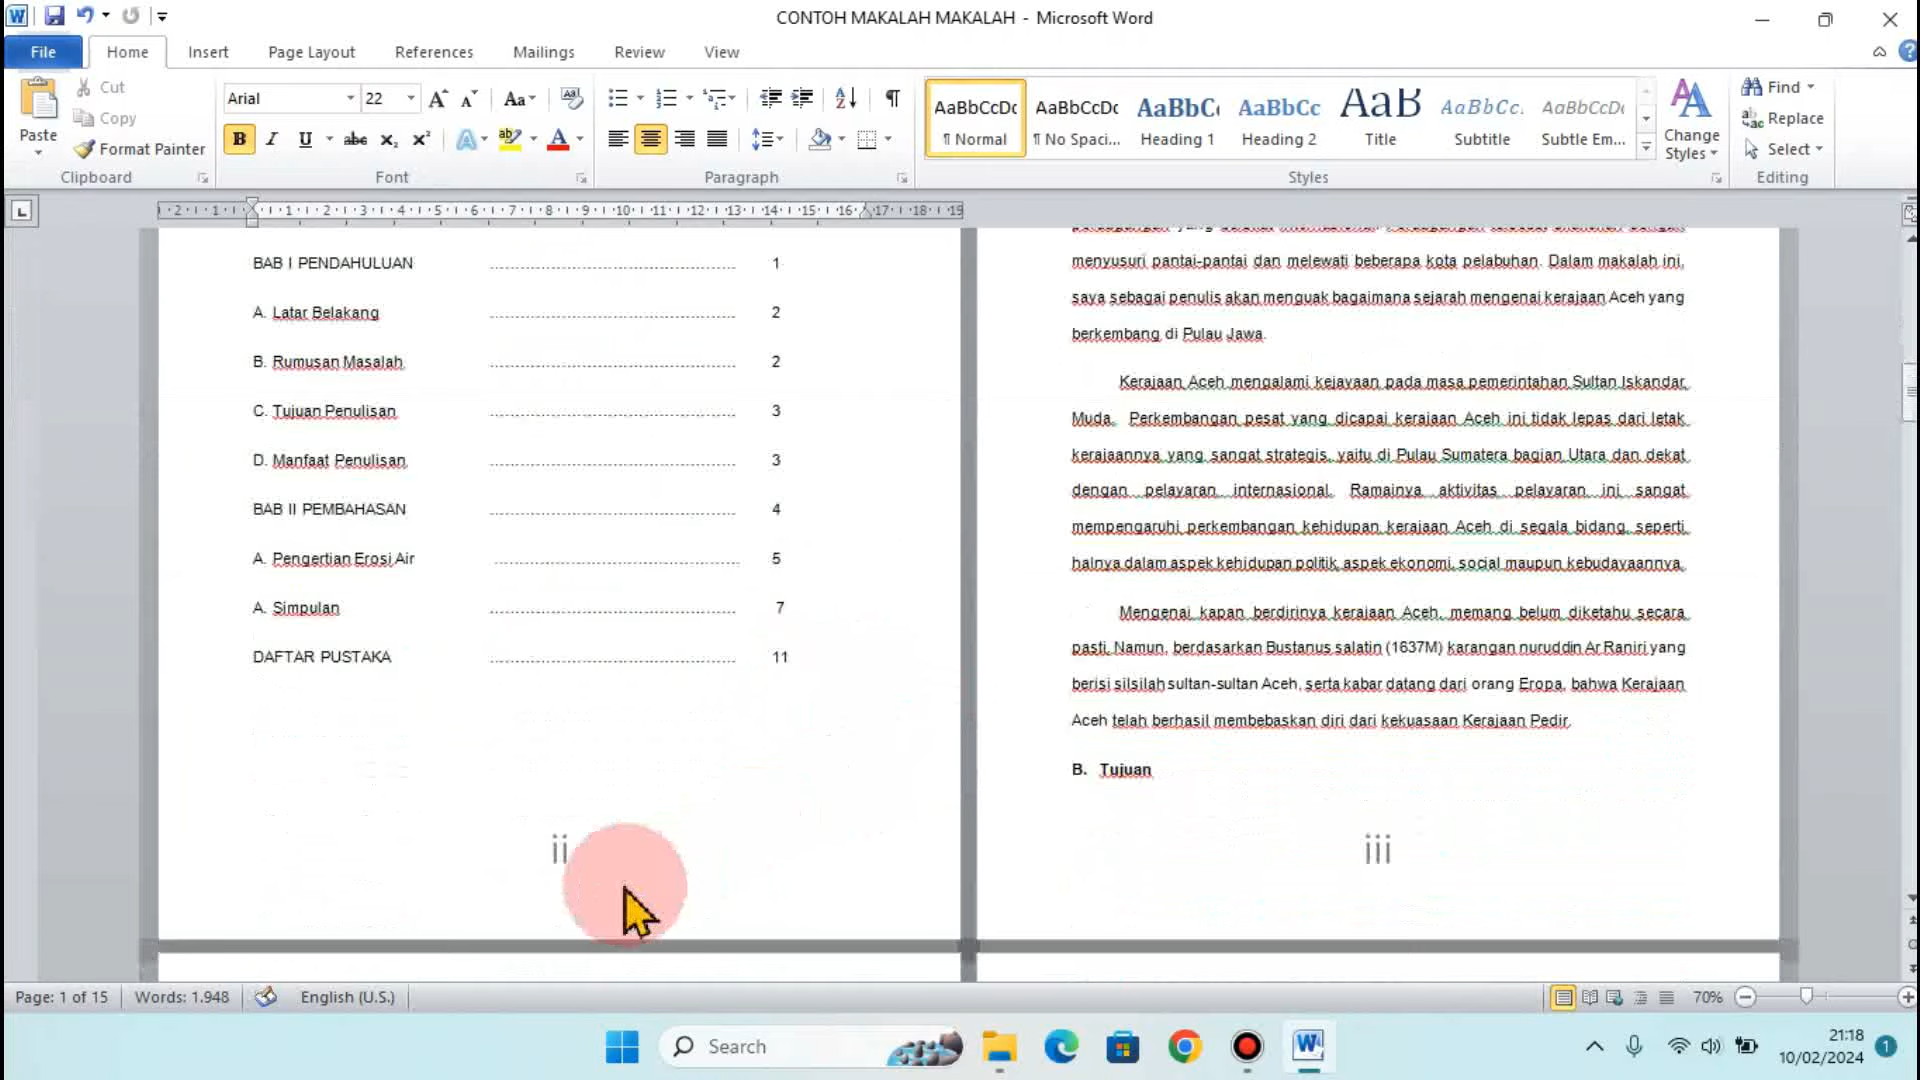 CONTOH MAKALAH MAKALAH - Microsoft Word
File Home Insert Page Layout References Mailings Review View
Paste
Cut
Copy
Format Painter
Clipboard
Arial 22
Font
Paragraph
AaBbCcDc AaBbCcDc AaBbC( AaBbCc AaB AaBbCc. AaBbCcDc
¶ Normal ¶ No Spaci... Heading 1 Heading 2 Title Subtitle Subtle Em...
Change
Styles
Styles
Find
Replace
Select
Editing
BAB I PENDAHULUAN ........................ 1
A. Latar Belakang ........................ 2
B. Rumusan Masalah ........................ 2
C. Tujuan Penulisan ........................ 3
D. Manfaat Penulisan ........................ 3
BAB II PEMBAHASAN ........................ 4
A. Pengertian Erosi Air ........................ 5
A. Simpulan ........................ 7
DAFTAR PUSTAKA ........................ 11
ii
menyusuri pantai-pantai dan melewati beberapa kota pelabuhan. Dalam makalah ini,
saya sebagai penulis akan menguak bagaimana sejarah mengenai kerajaan Aceh yang
berkembang di Pulau Jawa.
Kerajaan Aceh mengalami kejayaan pada masa pemerintahan Sultan Iskandar
Muda. Perkembangan pesat yang dicapai kerajaan Aceh ini tidak lepas dari letak
kerajaannya yang sangat strategis, yaitu di Pulau Sumatera bagian Utara dan dekat
dengan pelayaran internasional. Ramainya aktivitas pelayaran ini sangat
mempengaruhi perkembangan kehidupan kerajaan Aceh di segala bidang, seperti
halnya dalam aspek kehidupan politik, aspek ekonomi, social maupun kebudayaannya.
Mengenai kapan berdirinya kerajaan Aceh, memang belum diketahu secara
pasti. Namun, berdasarkan Bustanus salatin (1637M) karangan nuruddin Ar Raniri yang
berisi silsilah sultan-sultan Aceh, serta kabar datang dari orang Eropa, bahwa Kerajaan
Aceh telah berhasil membebaskan diri dari kekuasaan Kerajaan Pedir.
B. Tujuan
iii
Page: 1 of 15 Words: 1.948 English (U.S.) 70%
Search
21:18
10/02/2024
1